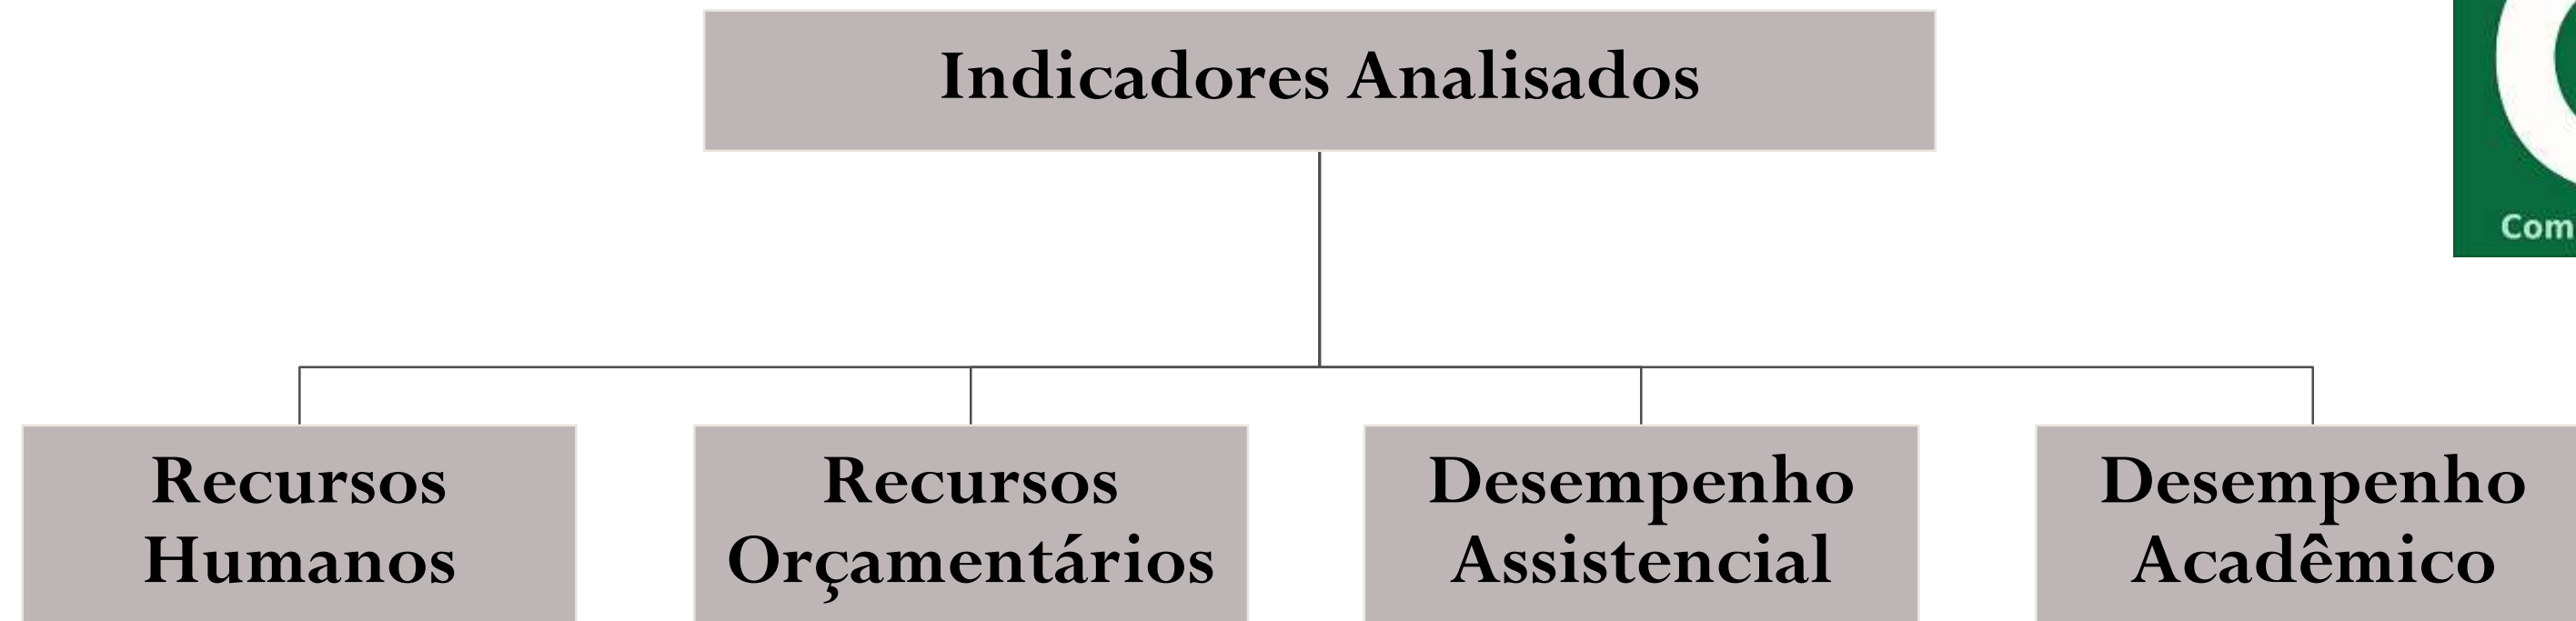 Indicadores Analisados
Com
Recursos
Humanos
Recursos
Orçamentários
Desempenho
Assistencial
Desempenho
Acadêmico